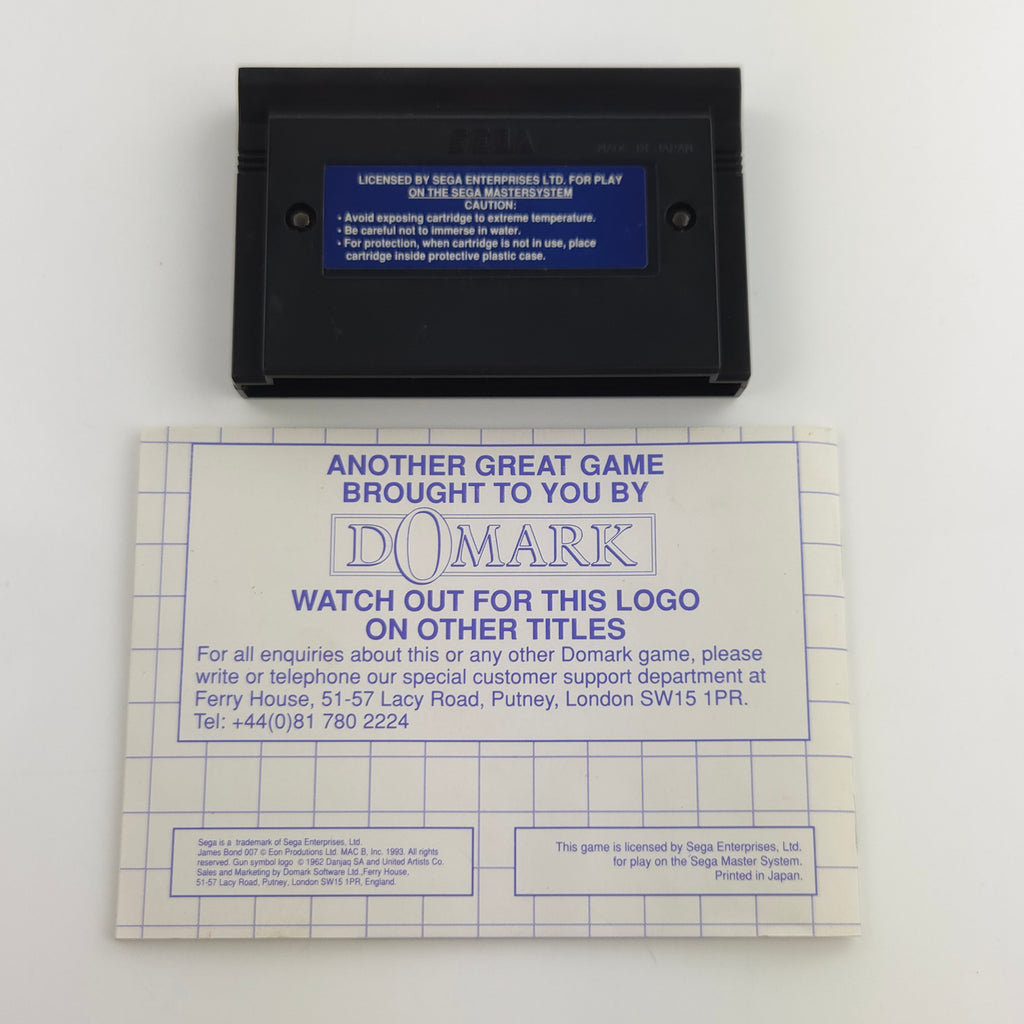 SEGA
MADE IN JAPAN
LICENSED BY SEGA ENTERPRISES LTD. FOR PLAY
ON THE SEGA MASTERSYSTEM
CAUTION:
• Avoid exposing cartridge to extreme temperature.
• Be careful not to immerse in water.
• For protection, when cartridge is not in use, place
cartridge inside protective plastic case.
ANOTHER GREAT GAME
BROUGHT TO YOU BY
DOMARK
WATCH OUT FOR THIS LOGO
ON OTHER TITLES
For all enquiries about this or any other Domark game, please
write or telephone our special customer support department at
Ferry House, 51-57 Lacy Road, Putney, London SW15 1PR.
Tel: +44(0)81 780 2224
Sega is a trademark of Sega Enterprises, Ltd.
James Bond 007 © Eon Produtions Ltd. MAC B, Inc. 1993. All rights
reserved. Gun symbol logo © 1962 Danjaq SA and United Artists Co.
Sales and Marketing by Domark Software Ltd.,Ferry House,
51-57 Lacy Road, Putney, London SW15 1PR, England.
This game is licensed by Sega Enterprises, Ltd.
for play on the Sega Master System.
Printed in Japan.